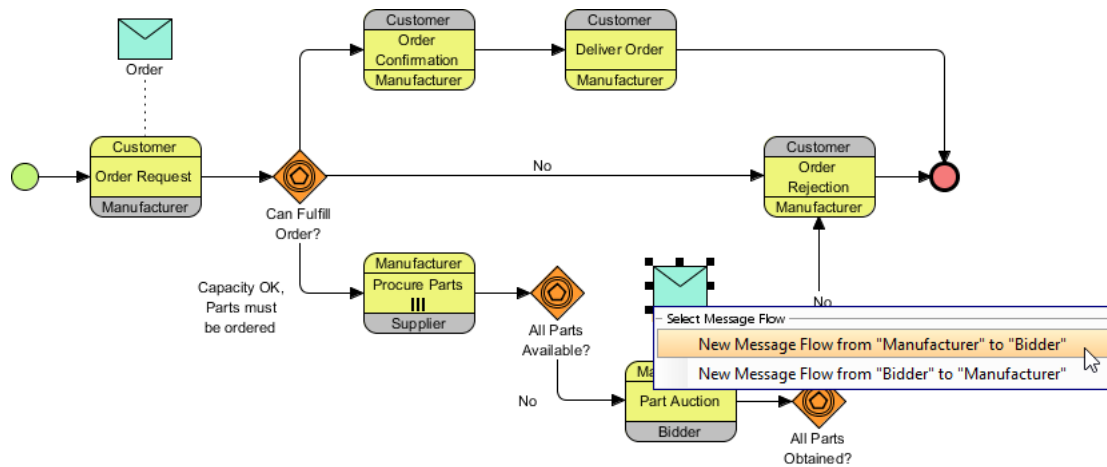 Customer
Order
Confirmation
Manufacturer
Customer
Deliver Order
Manufacturer
Order
Customer
Order Request
Manufacturer
Can Fulfill
Order?
No
Customer
Order
Rejection
Manufacturer
Capacity OK,
Parts must
be ordered
Manufacturer
Procure Parts
Supplier
All Parts
Available?
No
No
Select Message Flow
New Message Flow from "Manufacturer" to "Bidder"
New Message Flow from "Bidder" to "Manufacturer"
Ma
Part Auction
Bidder
All Parts
Obtained?